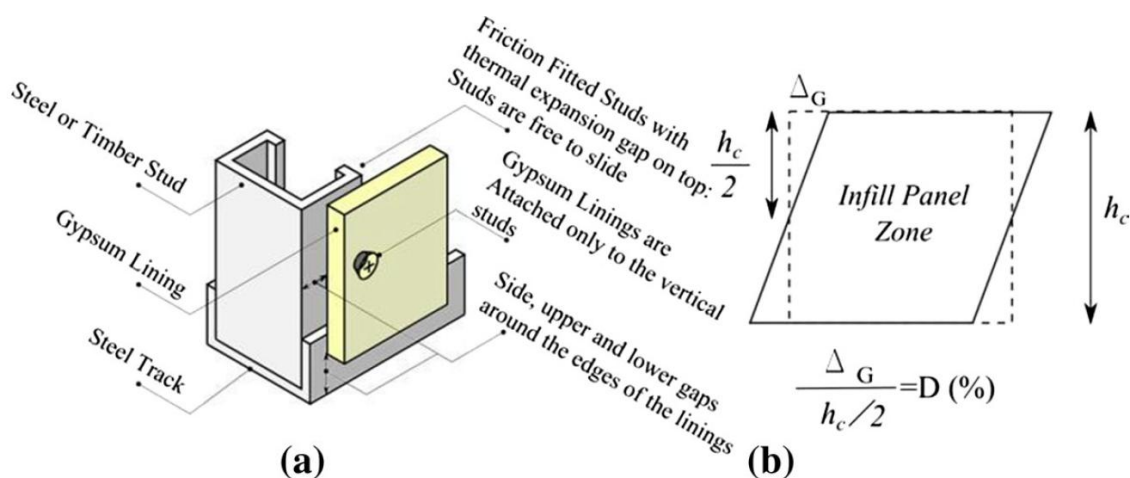 Steel or Timber Stud
Gypsum Lining
Steel Track
Friction Fitted Studs with
thermal expansion gap on top:
Studs are free to slide
Gypsum Linings are
Attached only to the vertical
studs
Side, upper and lower gaps
around the edges of the linings
(a)
Δ_G
h_c
2
Infill Panel
Zone
h_c
Δ_G
h_c/2
=D (%)
(b)